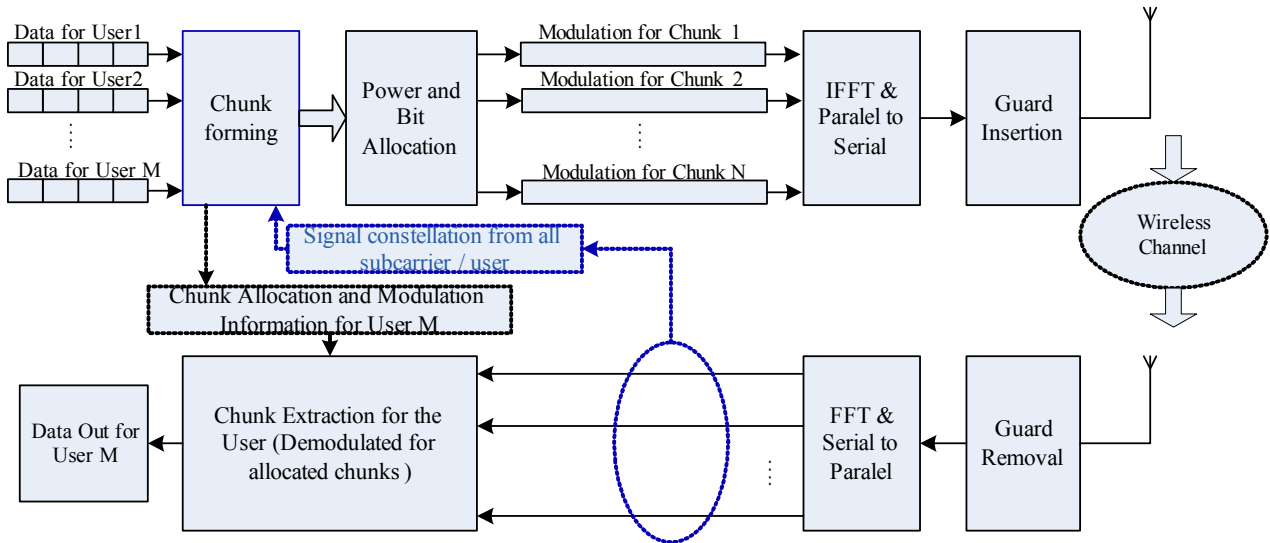 Data for User1
Data for User2
Data for User M
Chunk
forming
Power and
Bit
Allocation
Modulation for Chunk 1
Modulation for Chunk 2
Modulation for Chunk N
IFFT &
Paralel to
Serial
Guard
Insertion
Wireless
Channel
Signal constellation from all
subcarrier / user
Chunk Allocation and Modulation
Information for User M
Data Out for
User M
Chunk Extraction for the
User (Demodulated for
allocated chunks )
FFT &
Serial to
Paralel
Guard
Removal